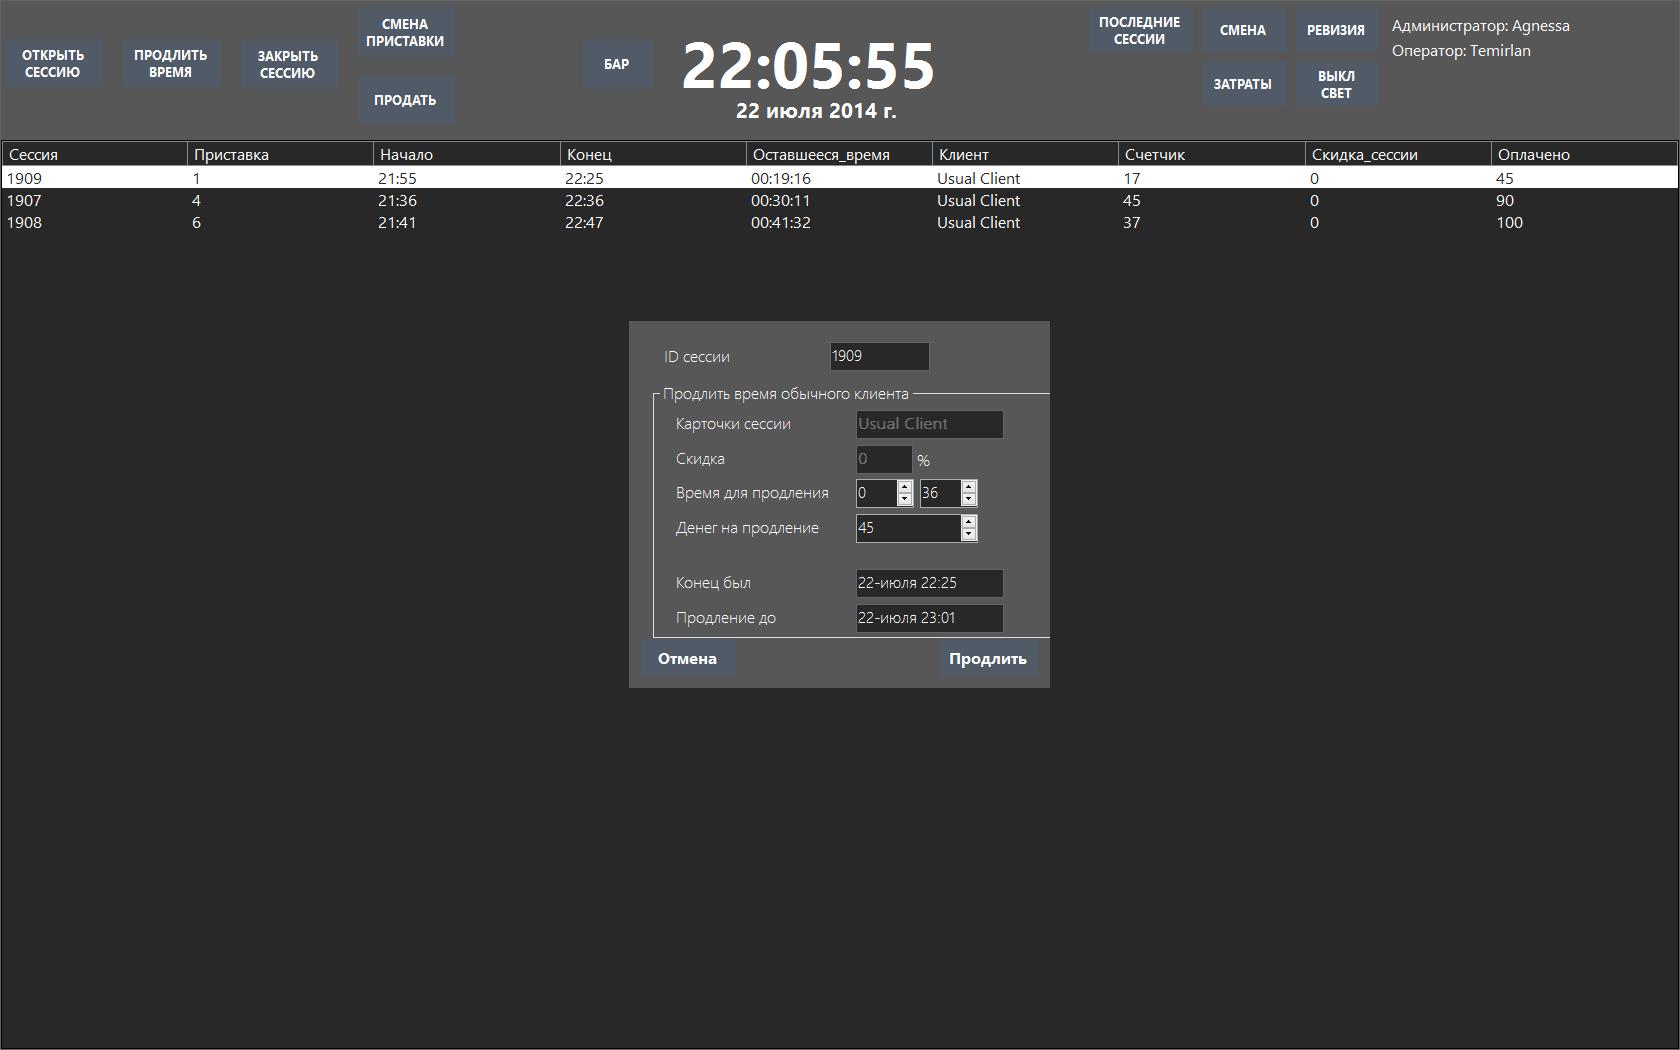 ОТКРЫТЬ
СЕССИЮ
ПРОДЛИТЬ
ВРЕМЯ
ЗАКРЫТЬ
СЕССИЮ
СМЕНА
ПРИСТАВКИ
ПРОДАТЬ
БАР
22:05:55
22 июля 2014 г.
ПОСЛЕДНИЕ
СЕССИИ
СМЕНА
РЕВИЗИЯ
ЗАТРАТЫ
ВЫКЛ
СВЕТ
Администратор: Agnessa
Оператор: Temirlan
Сессия Приставка Начало Конец Оставшееся_время Клиент Счетчик Скидка_сессии Оплачено
1909 1 21:55 22:25 00:19:16 Usual Client 17 0 45
1907 4 21:36 22:36 00:30:11 Usual Client 45 0 90
1908 6 21:41 22:47 00:41:32 Usual Client 37 0 100
ID сессии 1909
Продлить время обычного клиента
Карточки сессии Usual Client
Скидка 0 %
Время для продления 0 36
Денег на продление 45
Конец был 22-июля 22:25
Продление до 22-июля 23:01
Отмена Продлить